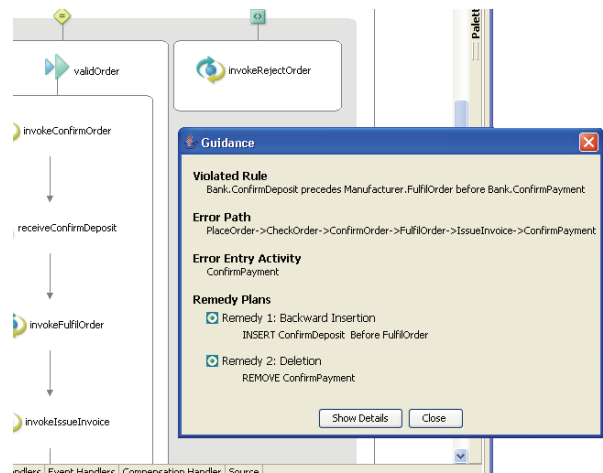 Palett
validOrder
invokeRejectOrder
invokeConfirmOrder
receiveConfirmDeposit
invokeFulfilOrder
invokeIssueInvoice
Guidance
Violated Rule
Bank.ConfirmDeposit precedes Manufacturer.FulfilOrder before Bank.ConfirmPayment
Error Path
PlaceOrder->CheckOrder->ConfirmOrder->FulfilOrder->IssueInvoice->ConfirmPayment
Error Entry Activity
ConfirmPayment
Remedy Plans
Remedy 1: Backward Insertion
INSERT ConfirmDeposit Before FulfilOrder
Remedy 2: Deletion
REMOVE ConfirmPayment
Show Details Close
ndlers Event Handlers Compensation Handler Source